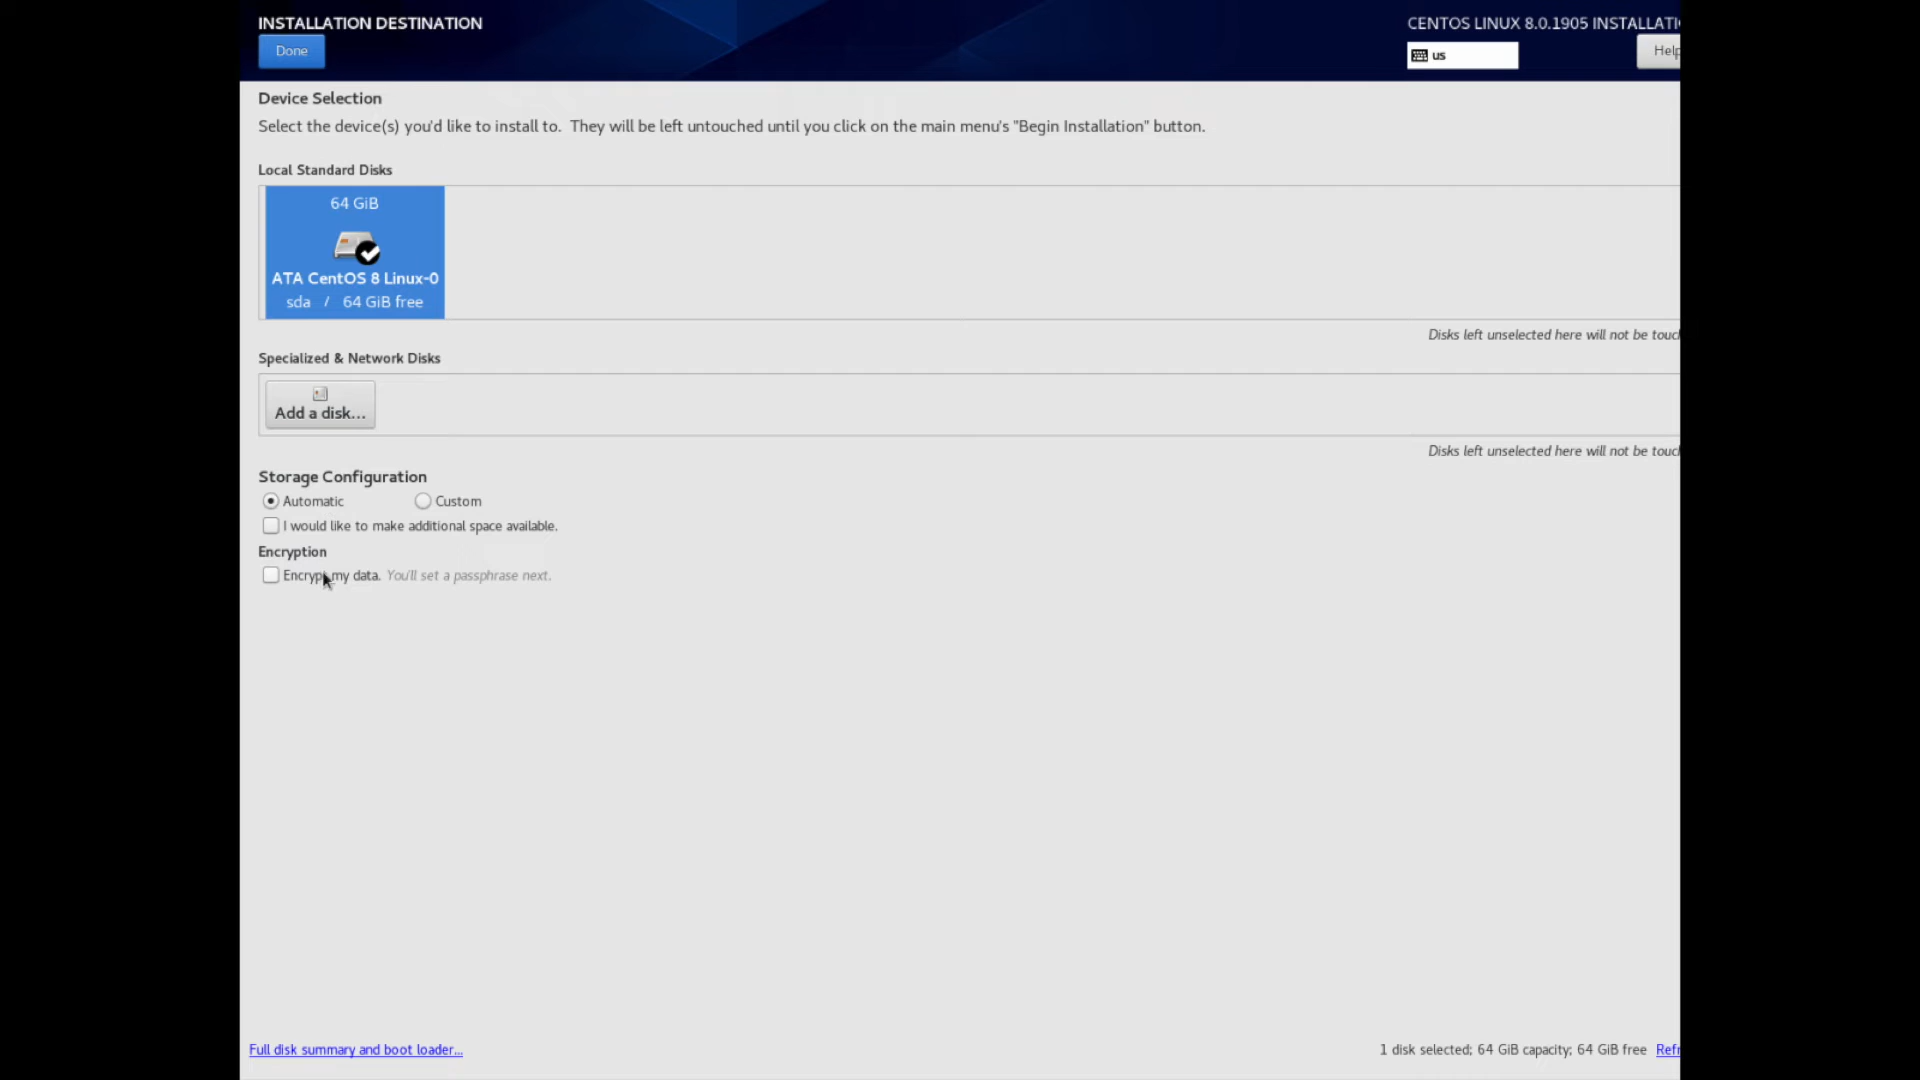 INSTALLATION DESTINATION
CENTOS LINUX 8.0.1905 INSTALLATI
Done
us
Help
Device Selection
Select the device(s) you'd like to install to. They will be left untouched until you click on the main menu's "Begin Installation" button.
Local Standard Disks
64 GiB
ATA CentOS 8 Linux-0
sda / 64 GiB free
Disks left unselected here will not be touc
Specialized & Network Disks
Add a disk...
Disks left unselected here will not be touc
Storage Configuration
Automatic Custom
I would like to make additional space available.
Encryption
Encrypt my data. You'll set a passphrase next.
Full disk summary and boot loader...
1 disk selected; 64 GiB capacity; 64 GiB free Refr